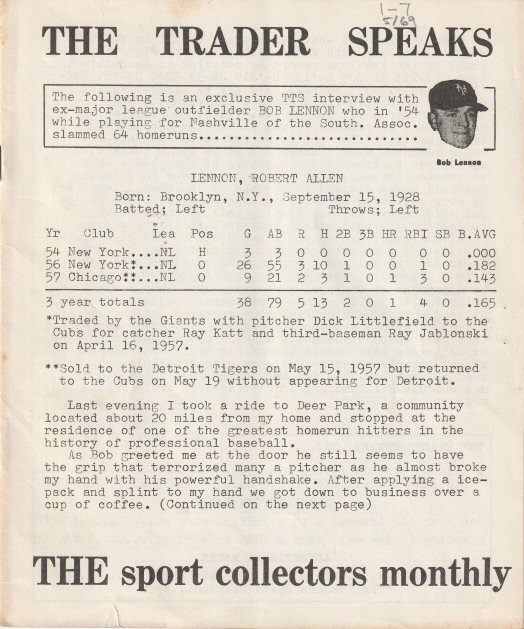 1-7
5/69
THE TRADER SPEAKS
The following is an exclusive TTS interview with
ex-major league outfielder BOB LENNON who in '54
while playing for Nashville of the South. Assoc.
slammed 64 homeruns............................
Bob Lennon
LENNON, ROBERT ALLEN
Born: Brooklyn, N.Y., September 15, 1928
Batted; Left Throws; Left
Yr Club Lea Pos G AB R H 2B 3B HR RBI SB B.AVG
54 New York....NL H 3 3 0 0 0 0 0 0 0 .000
56 New York*...NL O 26 55 3 10 1 0 0 1 0 .182
57 Chicago**...NL O 9 21 2 3 1 0 1 3 0 .143
3 year totals 38 79 5 13 2 0 1 4 0 .165
*Traded by the Giants with pitcher Dick Littlefield to the
Cubs for catcher Ray Katt and third-baseman Ray Jablonski
on April 16, 1957.
**Sold to the Detroit Tigers on May 15, 1957 but returned
to the Cubs on May 19 without appearing for Detroit.
Last evening I took a ride to Deer Park, a community
located about 20 miles from my home and stopped at the
residence of one of the greatest homerun hitters in the
history of professional baseball.
As Bob greeted me at the door he still seems to have
the grip that terrorized many a pitcher as he almost broke
my hand with his powerful handshake. After applying a ice-
pack and splint to my hand we got down to business over a
cup of coffee. (Continued on the next page)
THE sport collectors monthly